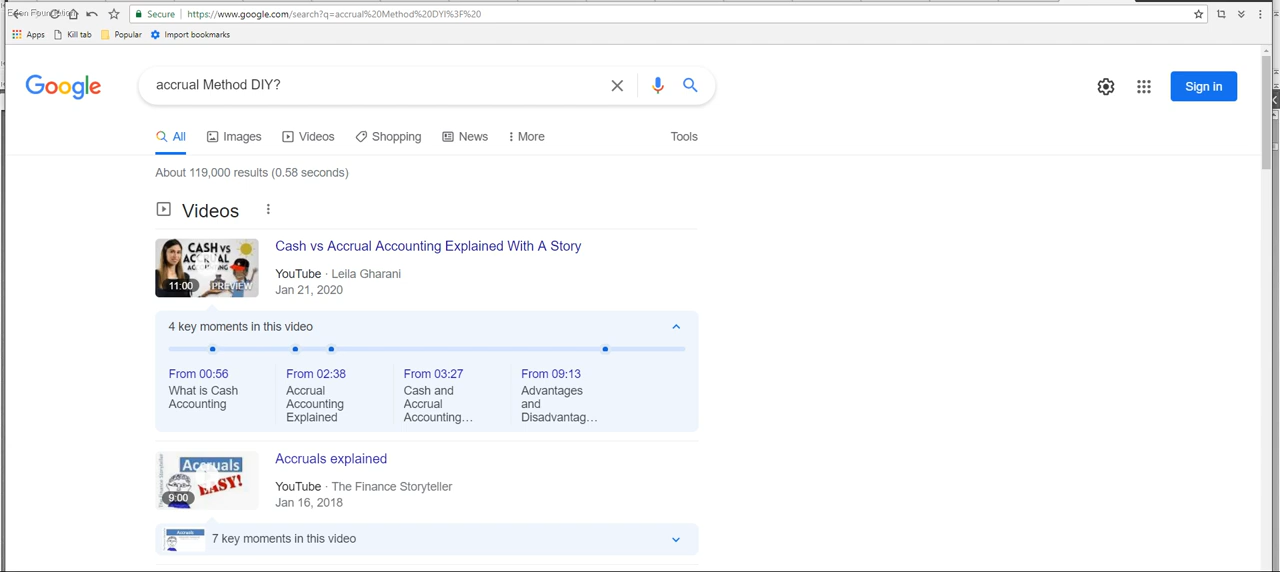 Secure https://www.google.com/search?q=accrual%20Method%20DYI%3F%20
Apps Kill tab Popular Import bookmarks
Google accrual Method DIY? Sign in
All Images Videos Shopping News More Tools
About 119,000 results (0.58 seconds)
Videos
CASH VS
ACCRUAL
ACCOUNTING
11:00 PREVIEW
Cash vs Accrual Accounting Explained With A Story
YouTube · Leila Gharani
Jan 21, 2020
4 key moments in this video
From 00:56 From 02:38 From 03:27 From 09:13
What is Cash Accrual Cash and Advantages
Accounting Accounting Accrual and
Explained Accounting… Disadvantag…
Accruals
EASY!
9:00
Accruals explained
YouTube · The Finance Storyteller
Jan 16, 2018
7 key moments in this video